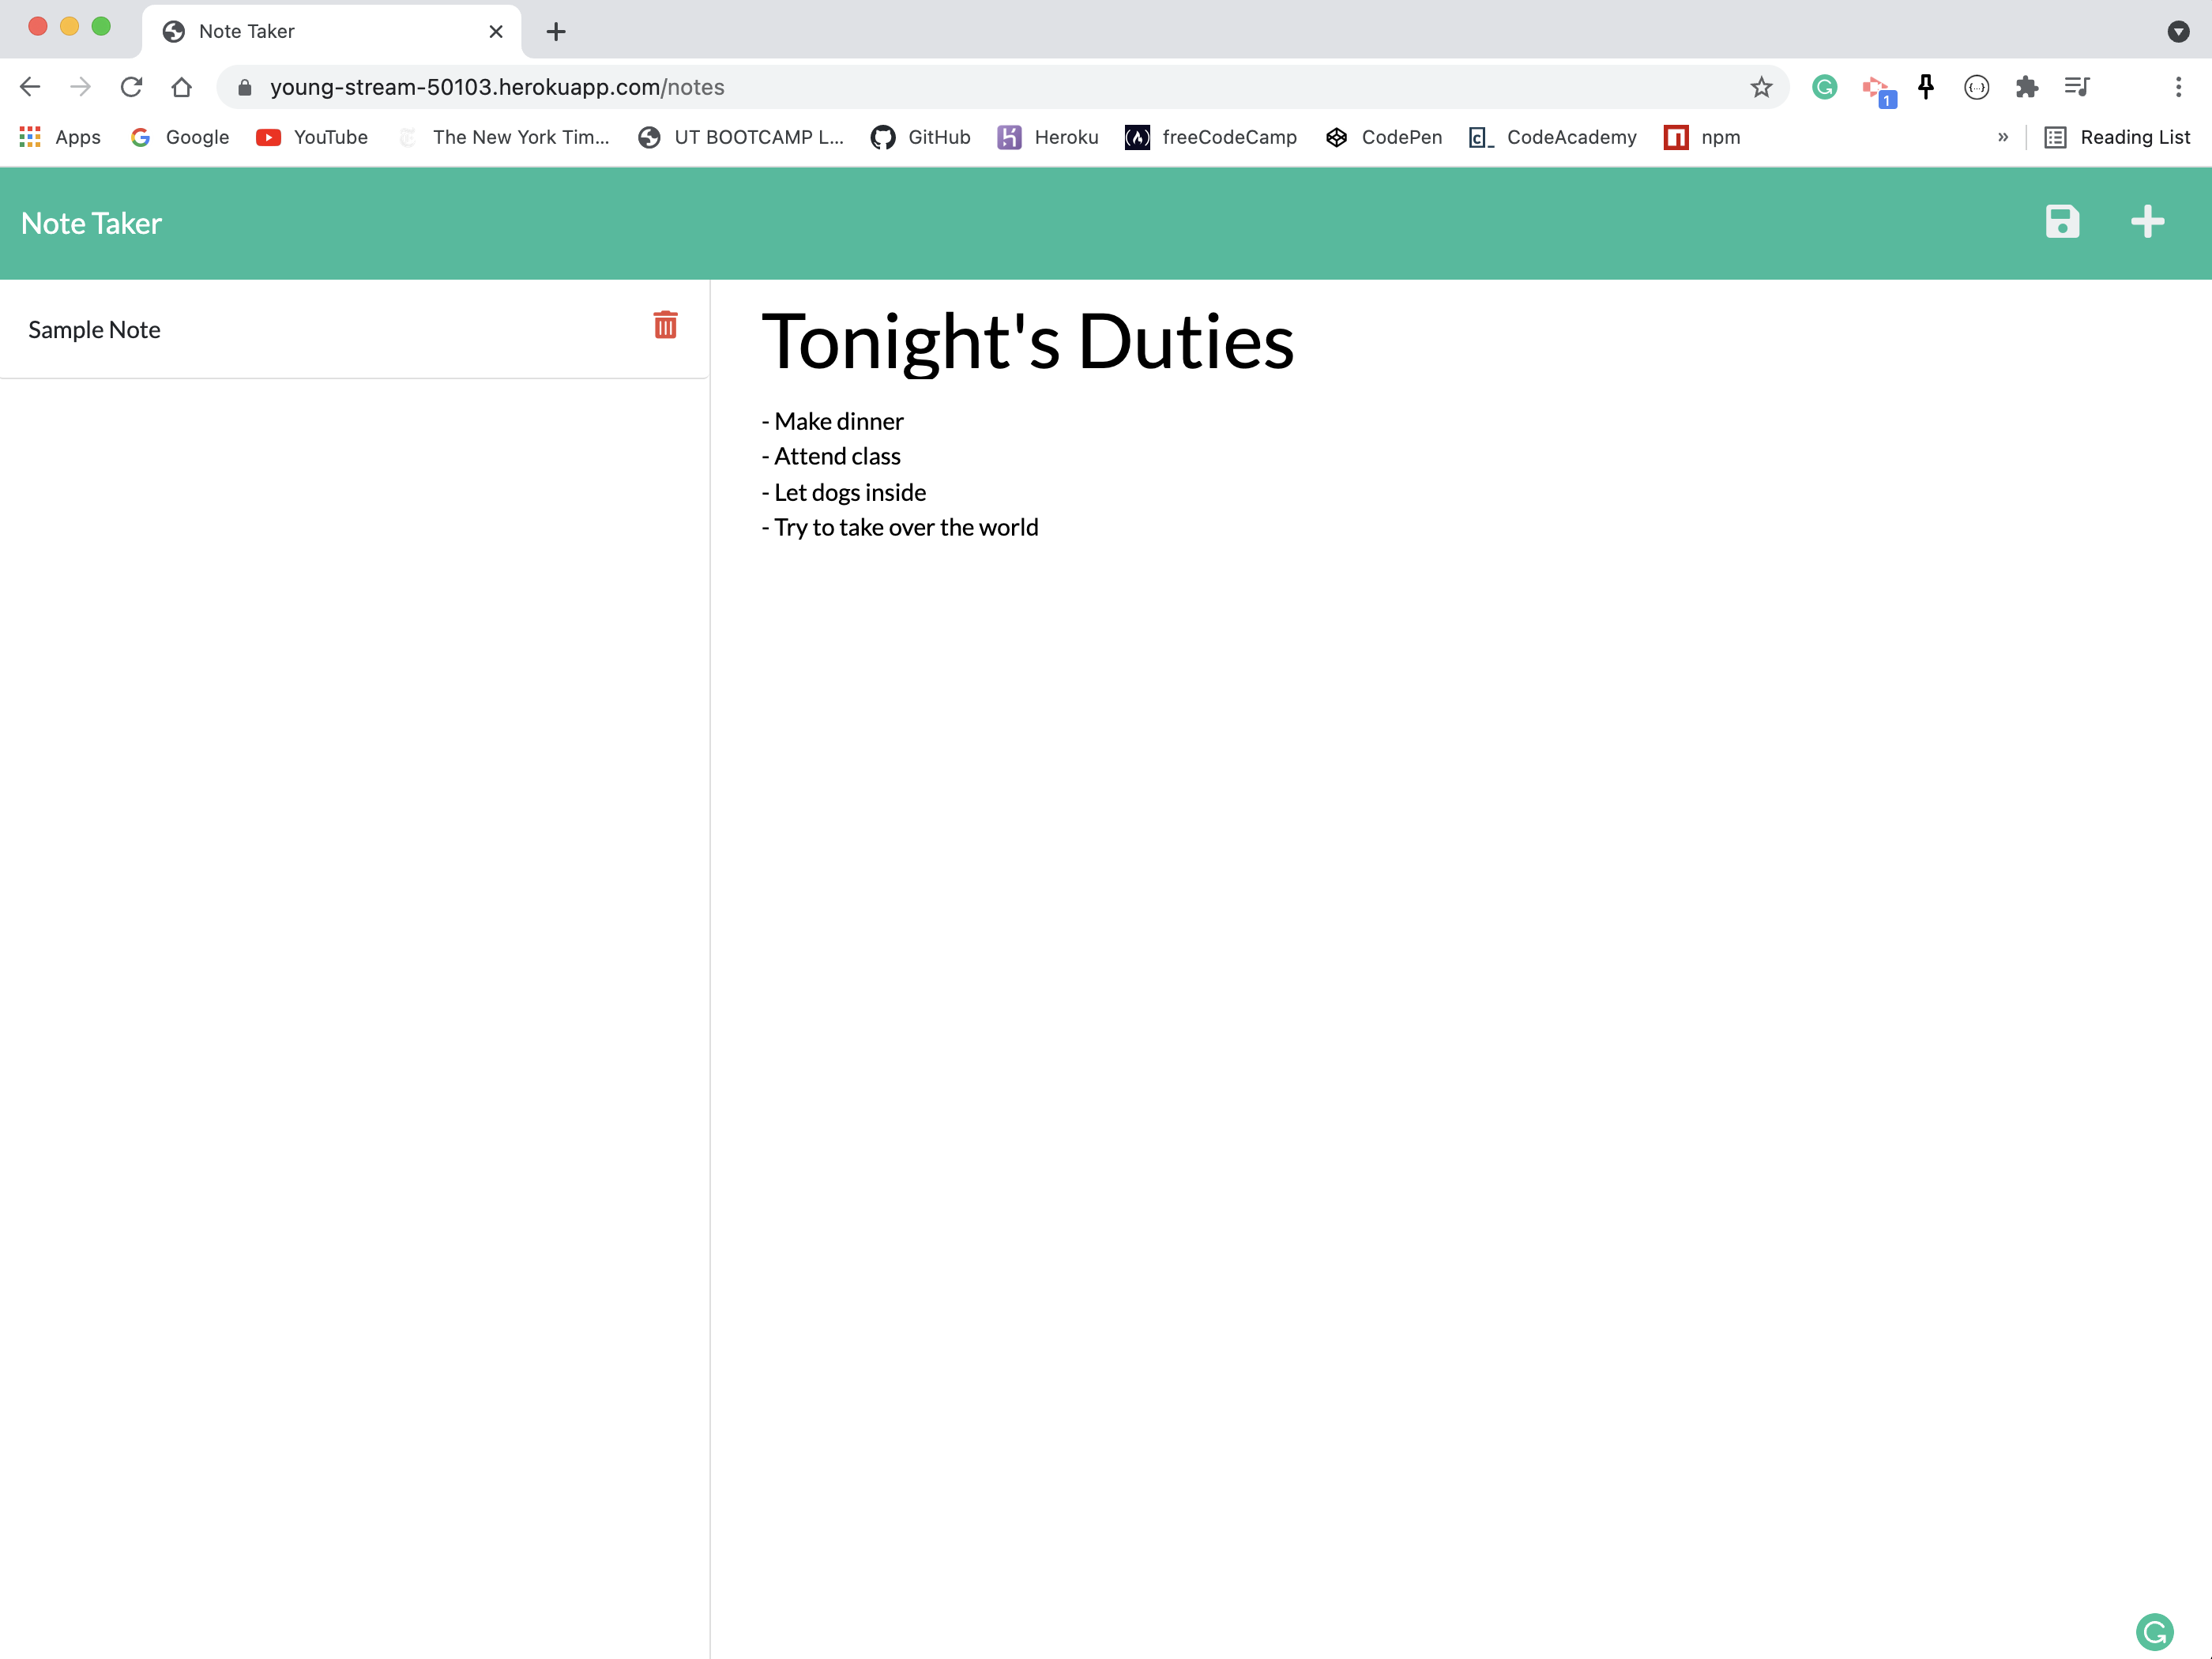 Note Taker
young-stream-50103.herokuapp.com/notes
1
Apps Google YouTube The New York Tim... UT BOOTCAMP L... GitHub Heroku freeCodeCamp CodePen CodeAcademy npm » Reading List
Note Taker
Sample Note
Tonight's Duties
- Make dinner
- Attend class
- Let dogs inside
- Try to take over the world